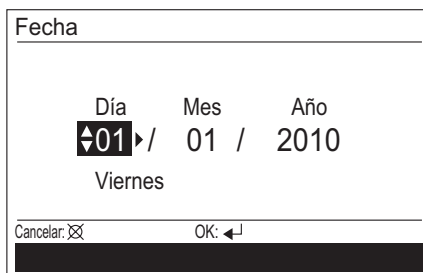 Fecha
Día Mes Año
01 / 01 / 2010
Viernes
Cancelar: OK: